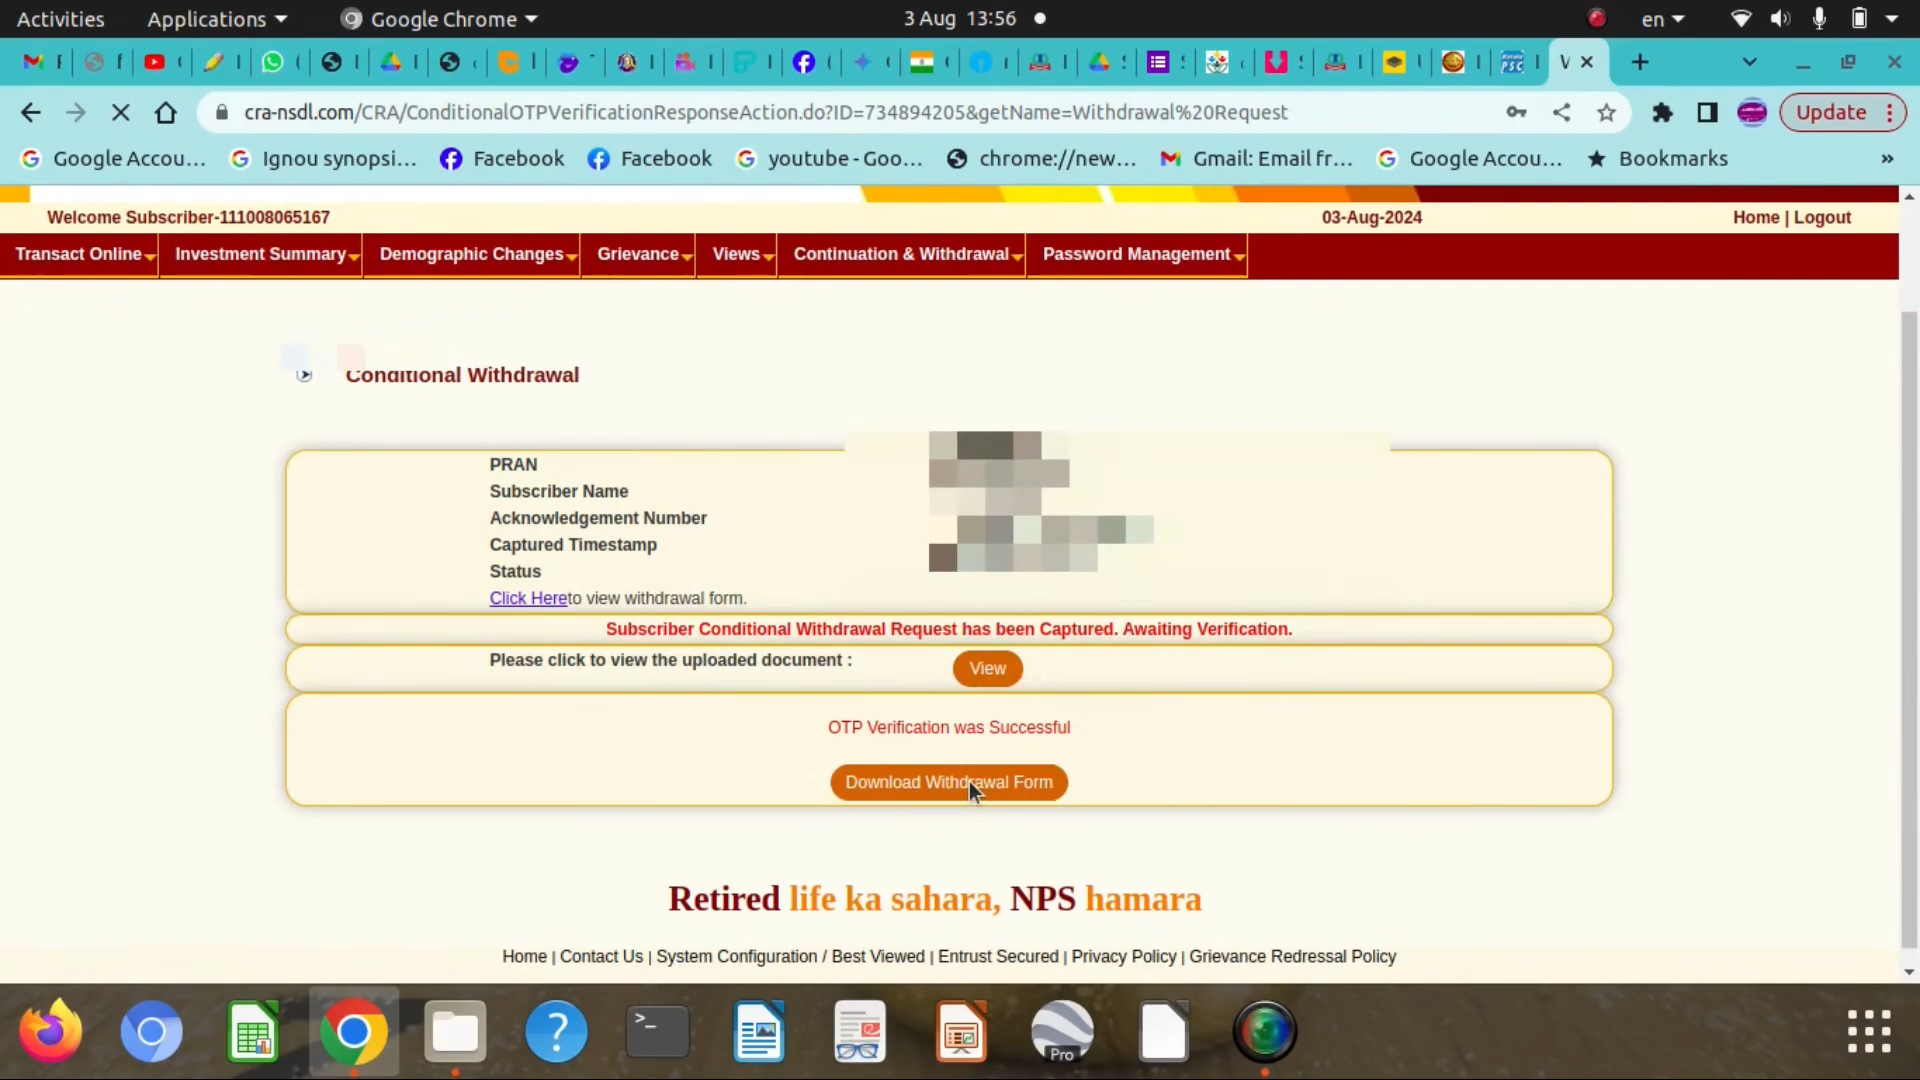 Activities Applications Google Chrome 3 Aug 13:56 en
cra-nsdl.com/CRA/ConditionalOTPVerificationResponseAction.do?ID=734894205&getName=Withdrawal%20Request Update
Google Accou... Ignou synopsi... Facebook Facebook youtube - Goo... chrome://new... Gmail: Email fr... Google Accou... Bookmarks »
Welcome Subscriber-111008065167 03-Aug-2024 Home | Logout
Transact Online Investment Summary Demographic Changes Grievance Views Continuation & Withdrawal Password Management
Conditional Withdrawal
PRAN
Subscriber Name
Acknowledgement Number
Captured Timestamp
Status
Click Hereto view withdrawal form.
Subscriber Conditional Withdrawal Request has been Captured. Awaiting Verification.
Please click to view the uploaded document : View
OTP Verification was Successful
Download Withdrawal Form
Retired life ka sahara, NPS hamara
Home | Contact Us | System Configuration / Best Viewed | Entrust Secured | Privacy Policy | Grievance Redressal Policy
Pro